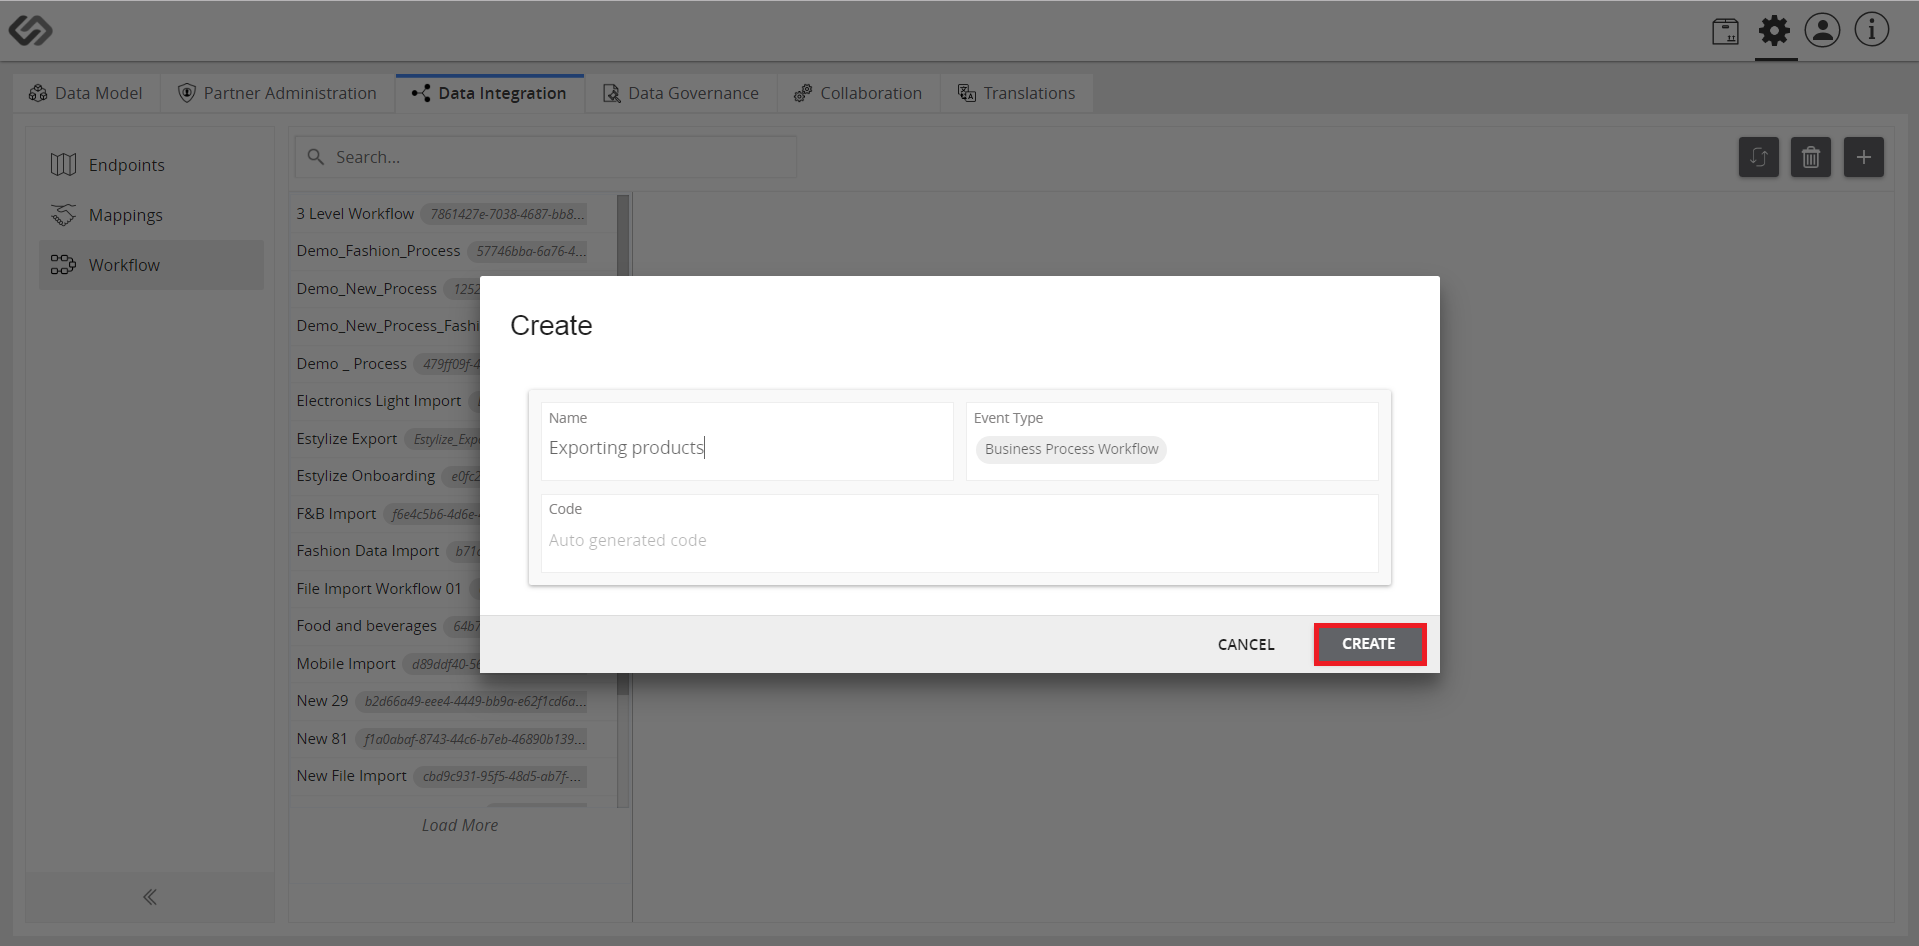 Data Model
Partner Administration
Data Integration
Data Governance
Collaboration
Translations
Endpoints
Mappings
Workflow
Search...
3 Level Workflow 7861427e-7038-4687-bb8...
Demo_Fashion_Process 57746bba-6a76-4...
Demo_New_Process 1252
Demo_New_Process_Fashi
Demo _ Process 479ff09f-4
Electronics Light Import
Estylize Export Estylize_Exp
Estylize Onboarding e0fc2
F&B Import f6e4c5b6-4d6e-
Fashion Data Import b71
File Import Workflow 01
Food and beverages 64b7
Mobile Import d89ddf40-56
New 29 b2d66a49-eee4-4449-bb9a-e62f1cd6a...
New 81 f1a0abaf-8743-44c6-b7eb-46890b139...
New File Import cbd9c931-95f5-48d5-ab7f-...
Load More
Create
Name
Exporting products
Event Type
Business Process Workflow
Code
Auto generated code
CANCEL
CREATE